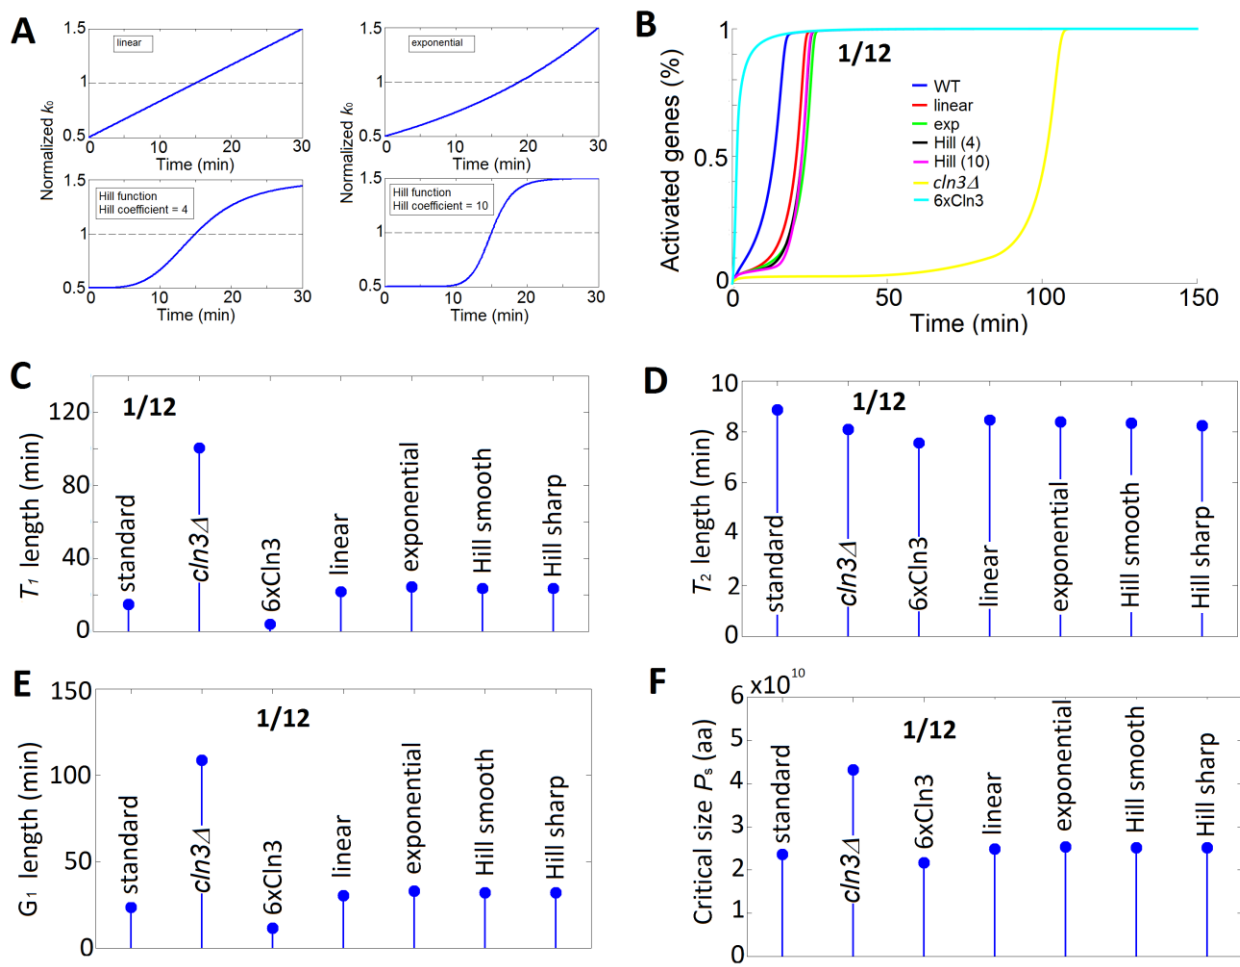 A
linear
exponential
Normalized k₀
Normalized k₀
1.5
1
0.5
0
10
20
30
Time (min)
1.5
1
0.5
0
10
20
30
Time (min)
Hill function
Hill coefficient = 4
1.5
1
0.5
0
10
20
30
Time (min)
Hill function
Hill coefficient = 10
1.5
1
0.5
0
10
20
30
Time (min)
B
1/12
Activated genes (%)
1
0.5
0
WT
linear
exp
Hill (4)
Hill (10)
cln3Δ
6xCln3
0
50
100
150
Time (min)
C
1/12
T₁ length (min)
120
80
40
0
standard
cln3Δ
6xCln3
linear
exponential
Hill smooth
Hill sharp
D
1/12
T₂ length (min)
10
8
6
4
2
0
standard
cln3Δ
6xCln3
linear
exponential
Hill smooth
Hill sharp
E
1/12
G₁ length (min)
150
100
50
0
standard
cln3Δ
6xCln3
linear
exponential
Hill smooth
Hill sharp
F
x10¹⁰
1/12
Critical size Pₛ (aa)
6
5
4
3
2
1
0
standard
cln3Δ
6xCln3
linear
exponential
Hill smooth
Hill sharp